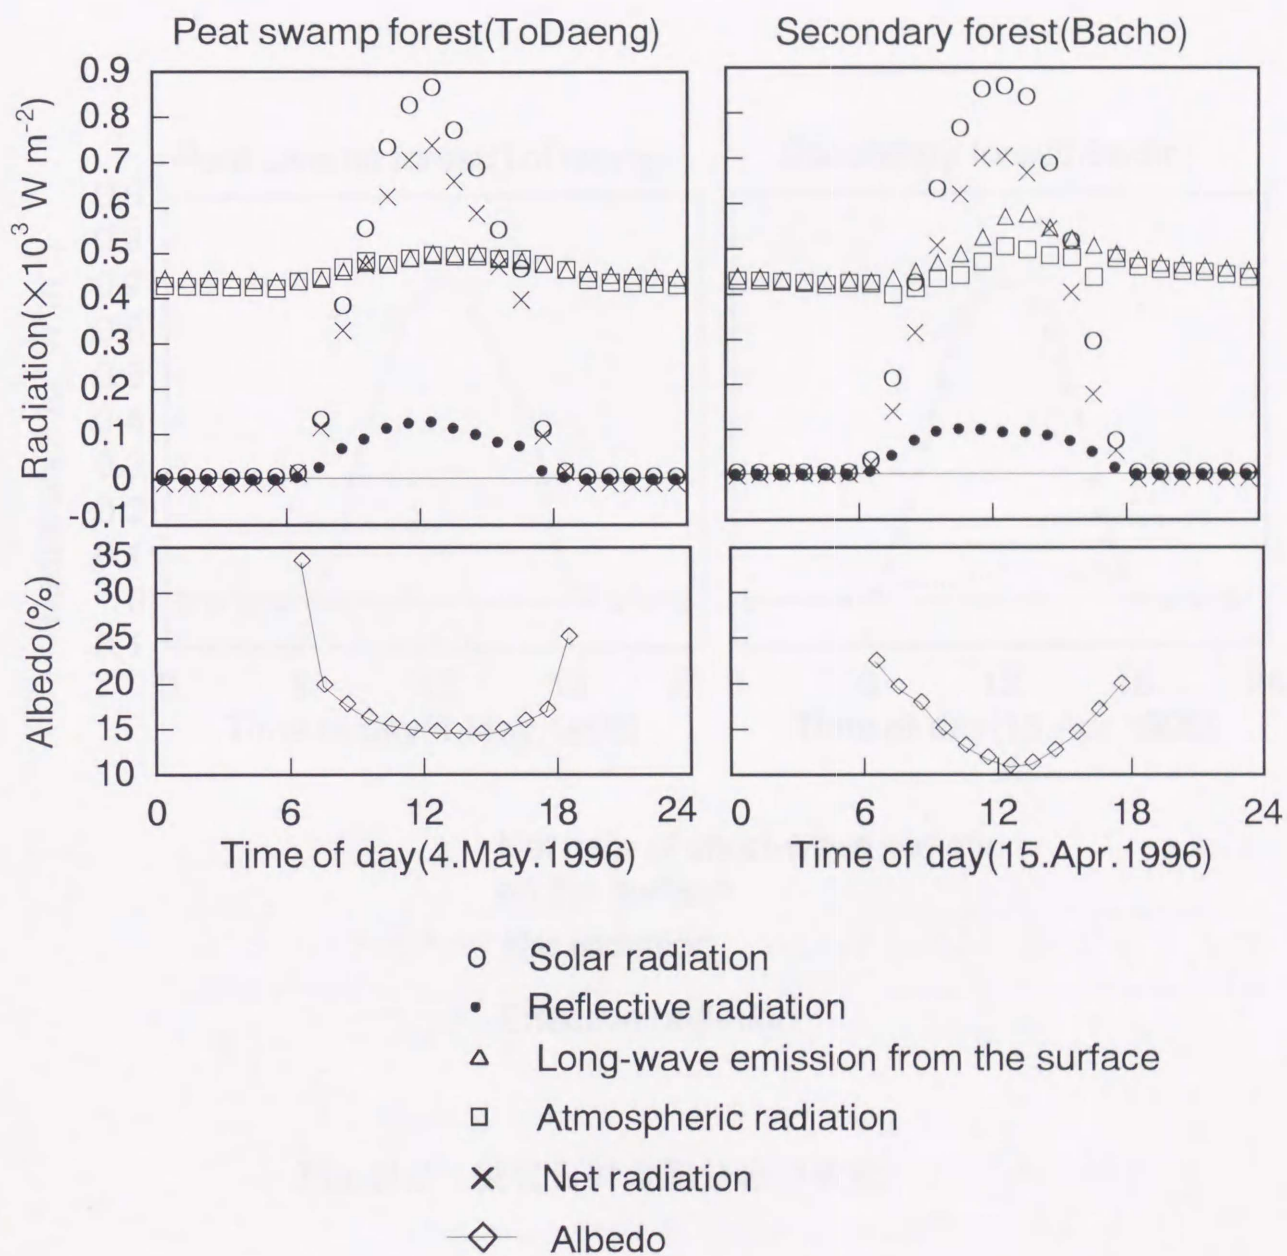 Peat swamp forest(ToDaeng)
Secondary forest(Bacho)
Radiation(×10³ W m⁻²)
0.9
0.8
0.7
0.6
0.5
0.4
0.3
0.2
0.1
0
-0.1
Albedo(%)
35
30
25
20
15
10
0 6 12 18 24
0 6 12 18 24
Time of day(4.May.1996)
Time of day(15.Apr.1996)
Solar radiation
Reflective radiation
Long-wave emission from the surface
Atmospheric radiation
Net radiation
Albedo